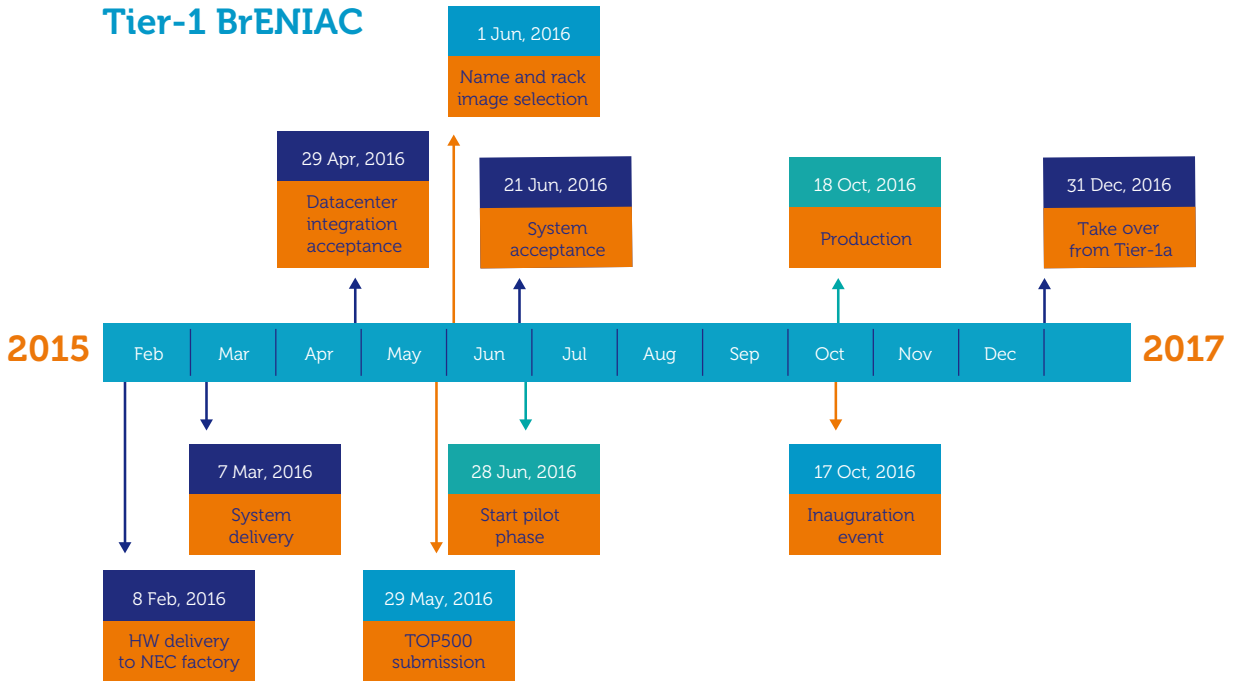 Tier-1 BrENIAC
1 Jun, 2016
Name and rack
image selection
29 Apr, 2016
Datacenter
integration
acceptance
21 Jun, 2016
System
acceptance
18 Oct, 2016
Production
31 Dec, 2016
Take over
from Tier-1a
2015
Feb
Mar
Apr
May
Jun
Jul
Aug
Sep
Oct
Nov
Dec
2017
7 Mar, 2016
System
delivery
28 Jun, 2016
Start pilot
phase
17 Oct, 2016
Inauguration
event
8 Feb, 2016
HW delivery
to NEC factory
29 May, 2016
TOP500
submission